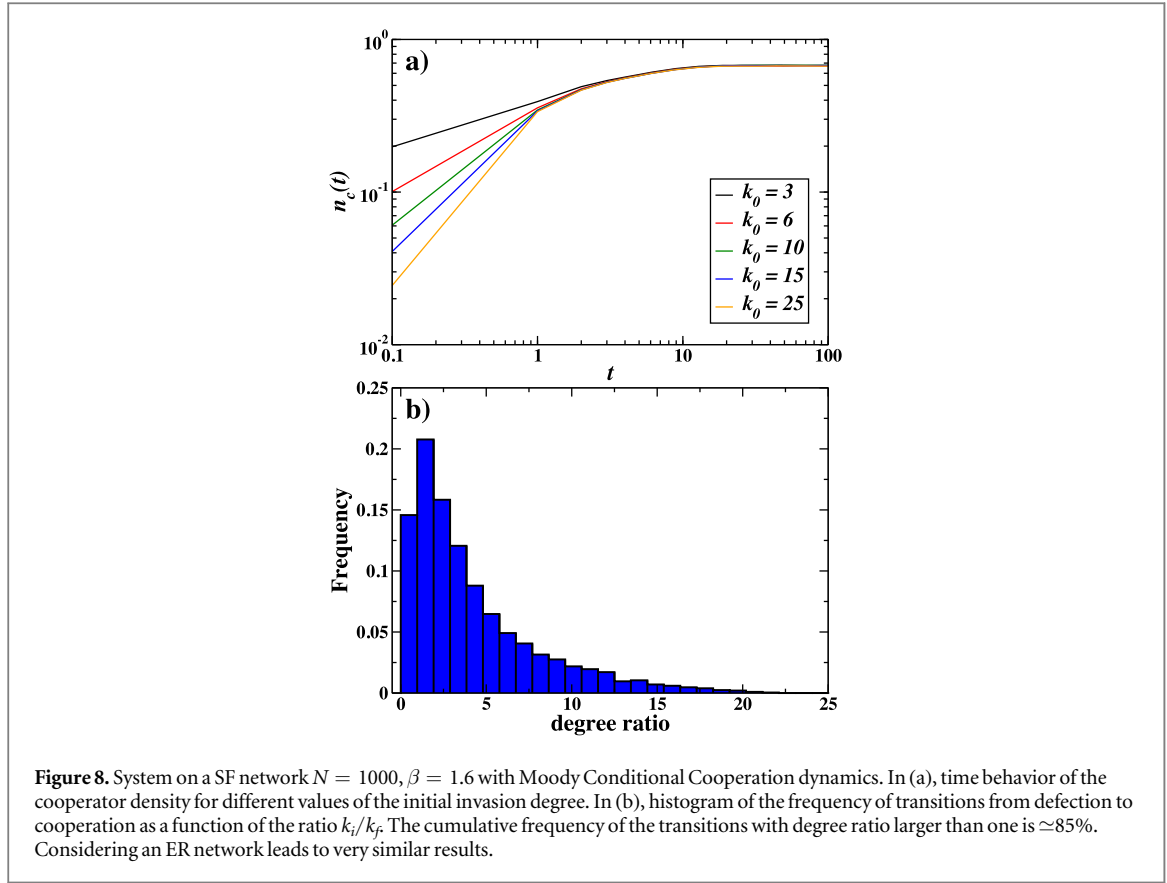 a)
10^0
10^-1
10^-2
n_c(t)
k_0 = 3
k_0 = 6
k_0 = 10
k_0 = 15
k_0 = 25
0.1 1 10 100
t
b)
0.25
0.2
0.15
0.1
0.05
0
Frequency
0 5 10 15 20 25
degree ratio
Figure 8. System on a SF network N = 1000, β = 1.6 with Moody Conditional Cooperation dynamics. In (a), time behavior of the
cooperator density for different values of the initial invasion degree. In (b), histogram of the frequency of transitions from defection to
cooperation as a function of the ratio k_i/k_f. The cumulative frequency of the transitions with degree ratio larger than one is ≃85%.
Considering an ER network leads to very similar results.